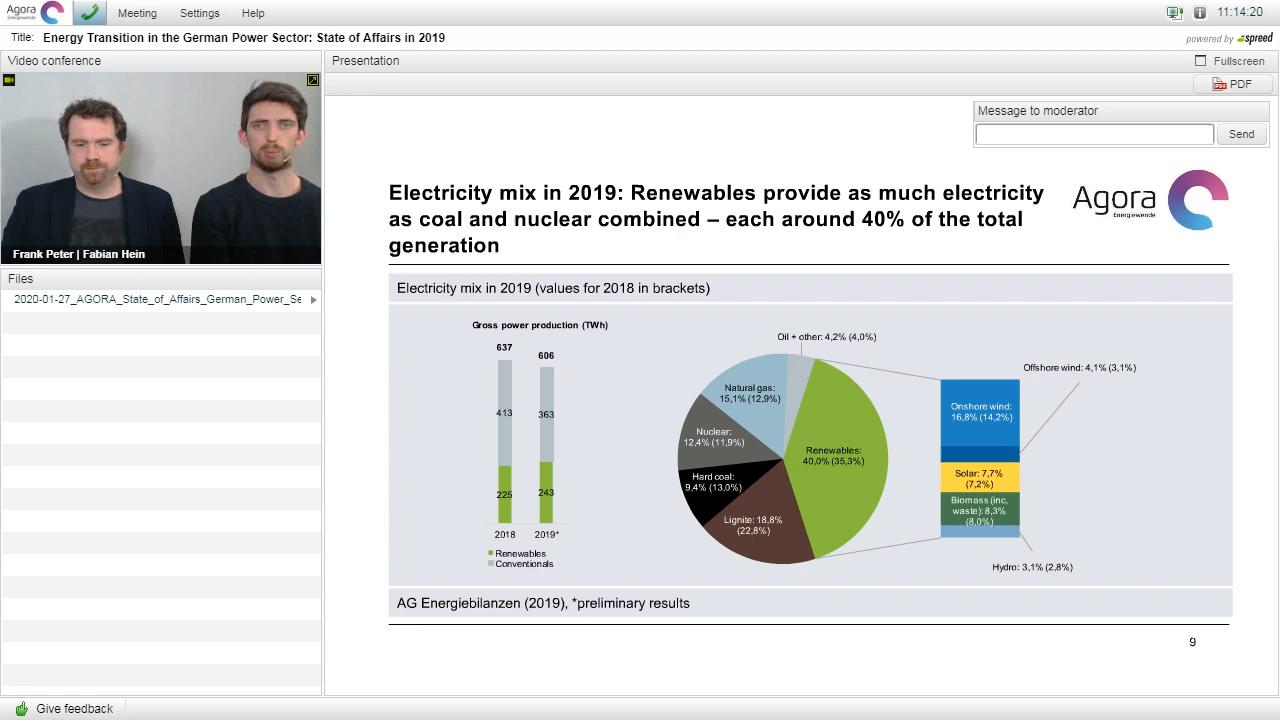 Agora
Energiewende
Meeting
Settings
Help
11:14:20
Title: Energy Transition in the German Power Sector: State of Affairs in 2019
powered by spreed
Video conference
Presentation
Fullscreen
PDF
Message to moderator
Send
Frank Peter | Fabian Hein
Files
2020-01-27_AGORA_State_of_Affairs_German_Power_Se
Electricity mix in 2019: Renewables provide as much electricity
as coal and nuclear combined – each around 40% of the total
generation
Agora
Energiewende
Electricity mix in 2019 (values for 2018 in brackets)
Gross power production (TWh)
637
606
413
363
225
243
2018
2019*
Renewables
Conventionals
Oil + other: 4,2% (4,0%)
Natural gas:
15,1% (12,9%)
Nuclear:
12,4% (11,9%)
Hard coal:
9,4% (13,0%)
Lignite: 18,8%
(22,8%)
Renewables:
40,0% (35,3%)
Offshore wind: 4,1% (3,1%)
Onshore wind:
16,8% (14,2%)
Solar: 7,7%
(7,2%)
Biomass (inc,
waste): 8,3%
(8,0%)
Hydro: 3,1% (2,8%)
AG Energiebilanzen (2019), *preliminary results
9
Give feedback